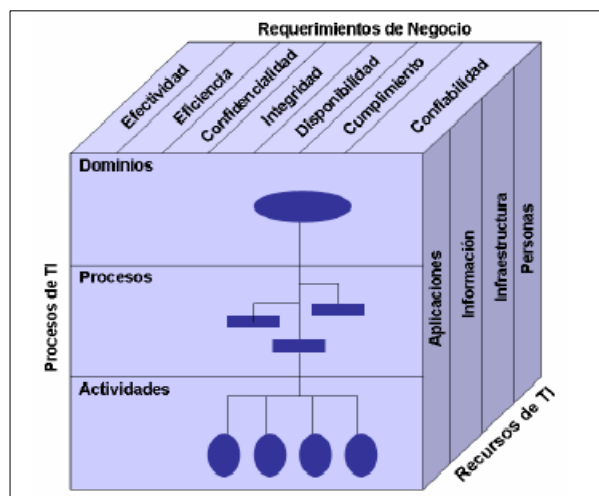 Requerimientos de Negocio
Efectividad
Eficiencia
Confidencialidad
Integridad
Disponibilidad
Cumplimiento
Confiabilidad
Dominios
Procesos
Actividades
Procesos de TI
Aplicaciones
Información
Infraestructura
Personas
Recursos de TI